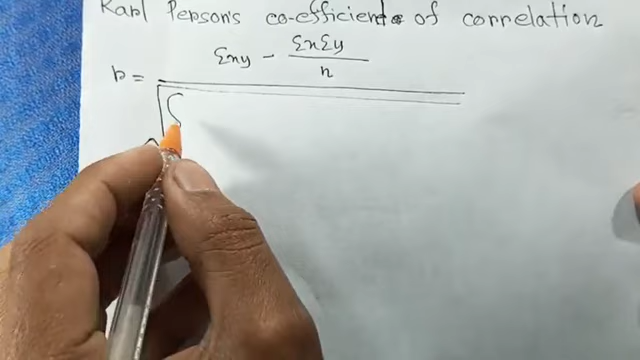 Karl Person's co-efficient of correlation
r = (Σxy - ΣxΣy / n) / √{